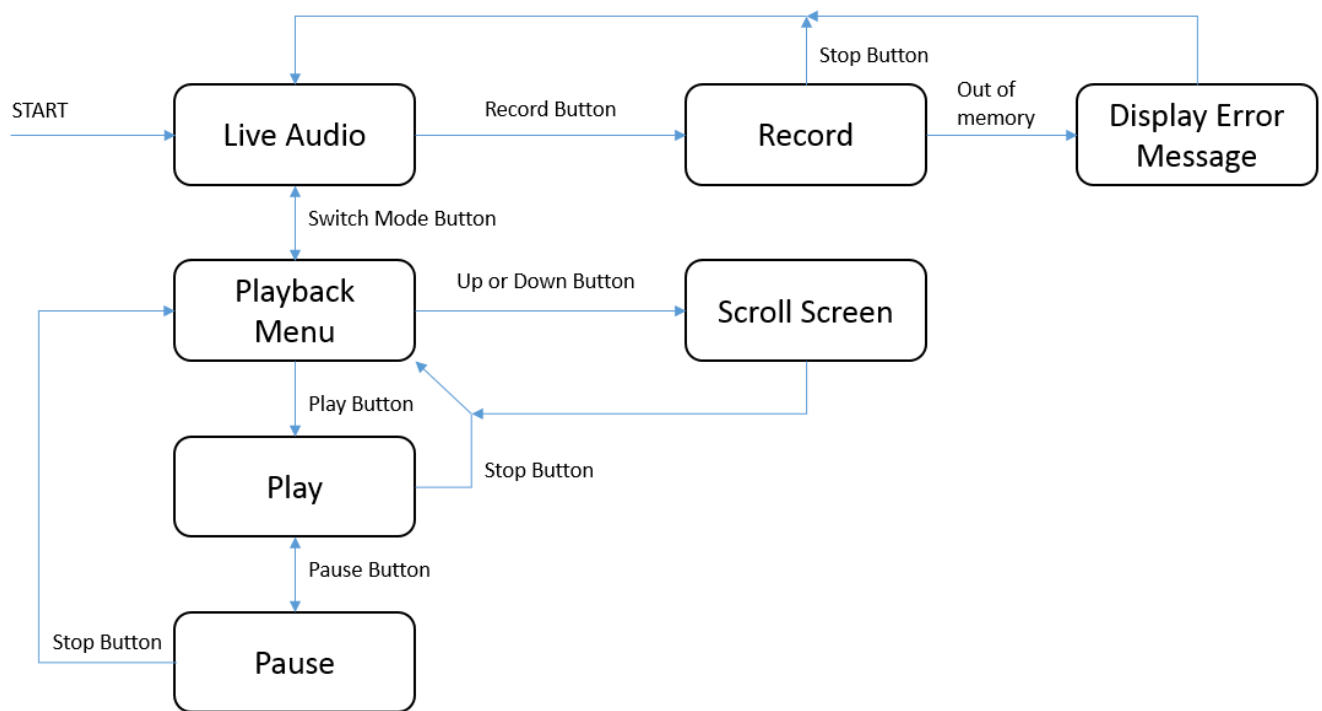 Stop Button
START
Live Audio
Record Button
Record
Out of
memory
Display Error
Message
Switch Mode Button
Playback
Menu
Up or Down Button
Scroll Screen
Play Button
Play
Stop Button
Pause Button
Stop Button
Pause